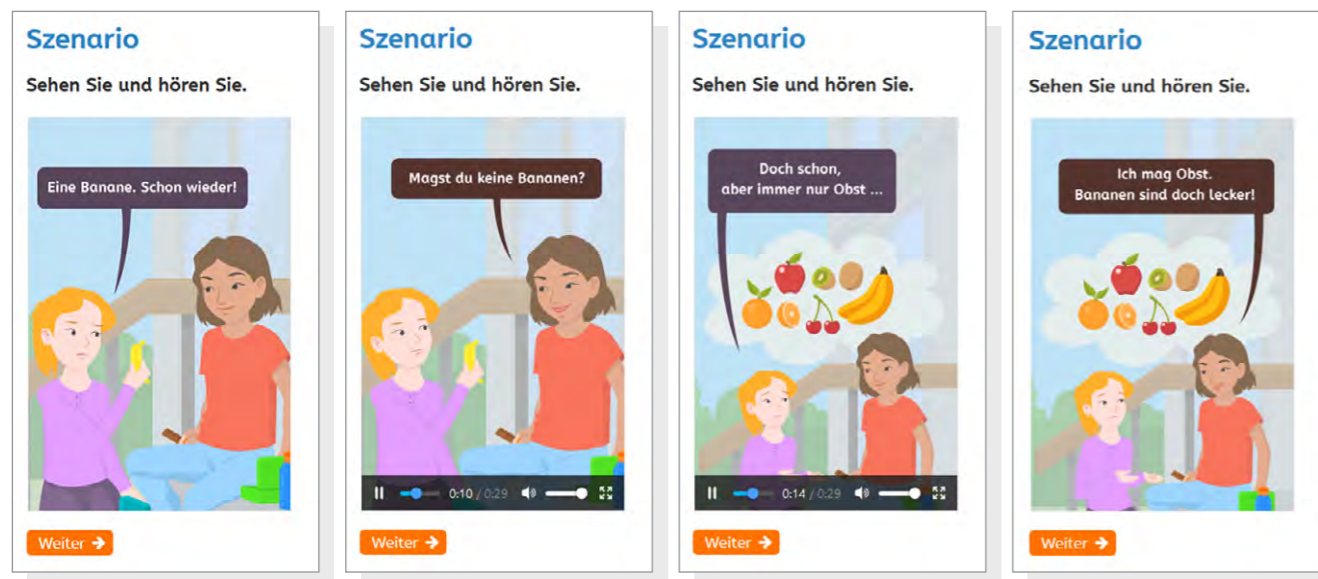 Szenario
Sehen Sie und hören Sie.
Eine Banane. Schon wieder!
Weiter →
Szenario
Sehen Sie und hören Sie.
Magst du keine Bananen?
0:10 / 0:29
Weiter →
Szenario
Sehen Sie und hören Sie.
Doch schon,
aber immer nur Obst ...
0:14 / 0:29
Weiter →
Szenario
Sehen Sie und hören Sie.
Ich mag Obst.
Bananen sind doch lecker!
Weiter →